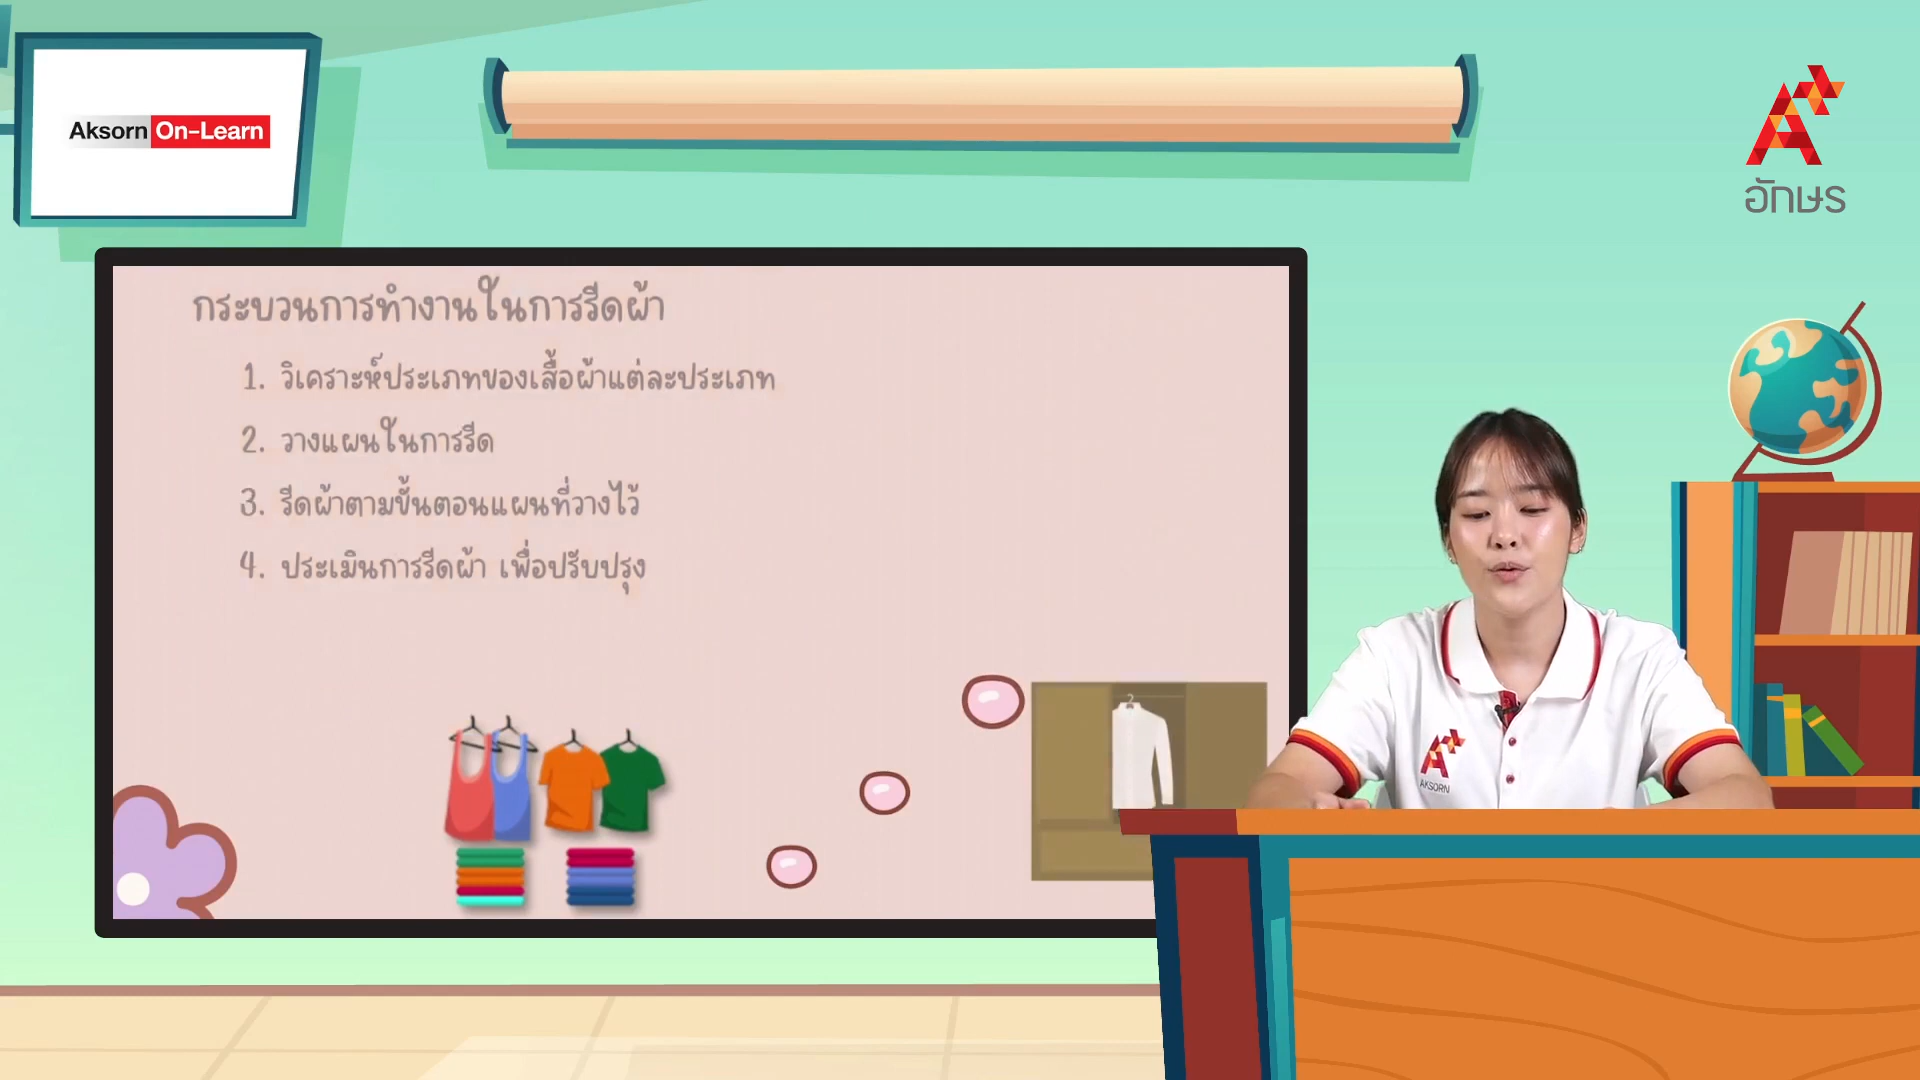 Aksorn On-Learn
อักษร
กระบวนการทำงานในการรีดผ้า
1. วิเคราะห์ประเภทของเสื้อผ้าแต่ละประเภท
2. วางแผนในการรีด
3. รีดผ้าตามขั้นตอนแผนที่วางไว้
4. ประเมินการรีดผ้า เพื่อปรับปรุง
AKSORN